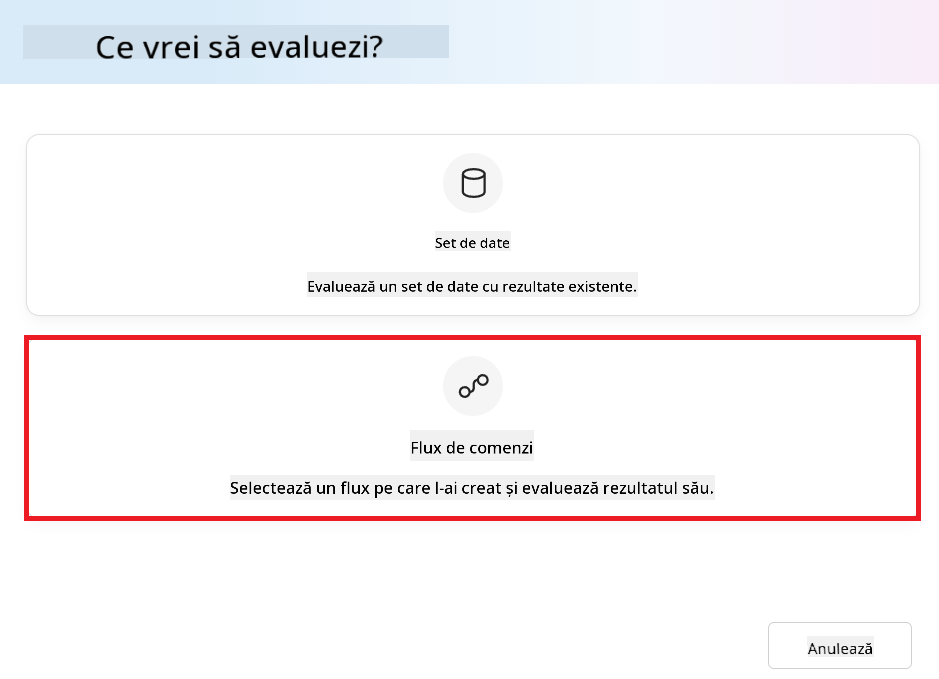 Ce vrei să evaluezi?
Set de date
Evaluează un set de date cu rezultate existente.
Flux de comenzi
Selectează un flux pe care l-ai creat și evaluează rezultatul său.
Anulează